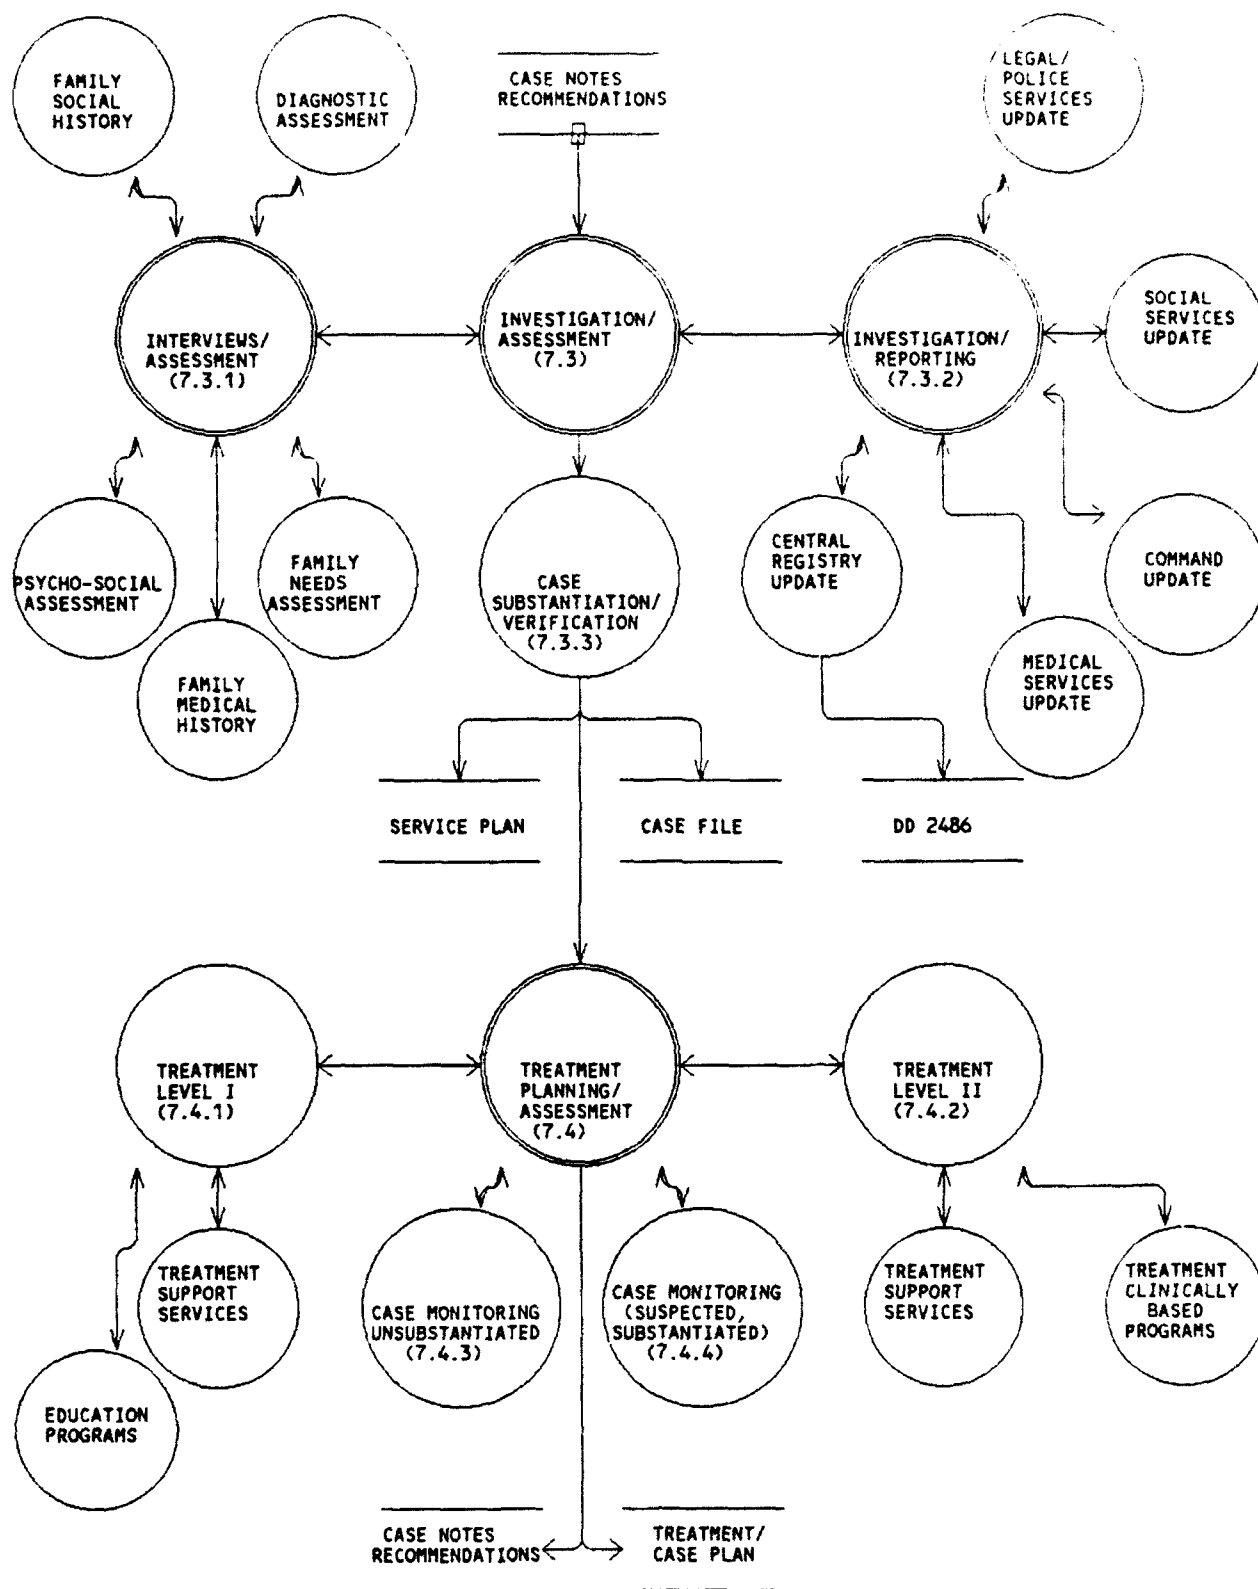 FAMILY
SOCIAL
HISTORY
DIAGNOSTIC
ASSESSMENT
CASE NOTES
RECOMMENDATIONS
LEGAL/
POLICE
SERVICES
UPDATE
INTERVIEWS/
ASSESSMENT
(7.3.1)
INVESTIGATION/
ASSESSMENT
(7.3)
INVESTIGATION/
REPORTING
(7.3.2)
SOCIAL
SERVICES
UPDATE
PSYCHO-SOCIAL
ASSESSMENT
FAMILY
MEDICAL
HISTORY
FAMILY
NEEDS
ASSESSMENT
CASE
SUBSTANTIATION/
VERIFICATION
(7.3.3)
CENTRAL
REGISTRY
UPDATE
MEDICAL
SERVICES
UPDATE
COMMAND
UPDATE
SERVICE PLAN
CASE FILE
DD 2486
TREATMENT
LEVEL I
(7.4.1)
TREATMENT
PLANNING/
ASSESSMENT
(7.4)
TREATMENT
LEVEL II
(7.4.2)
TREATMENT
SUPPORT
SERVICES
CASE MONITORING
UNSUBSTANTIATED
(7.4.3)
CASE MONITORING
(SUSPECTED,
SUBSTANTIATED)
(7.4.4)
TREATMENT
SUPPORT
SERVICES
TREATMENT
CLINICALLY
BASED
PROGRAMS
EDUCATION
PROGRAMS
CASE NOTES
RECOMMENDATIONS
TREATMENT/
CASE PLAN